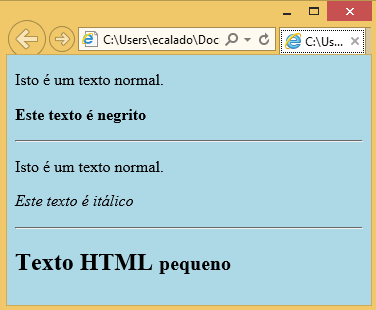 C:\Users\ecalado\Doc
C:\Us...
Isto é um texto normal.
Este texto é negrito
Isto é um texto normal.
Este texto é itálico
Texto HTML pequeno